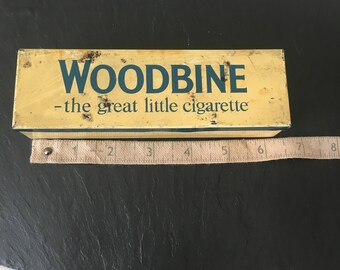 WOODBINE
-the great little cigarette
1 2 3 4 5 6 7 8